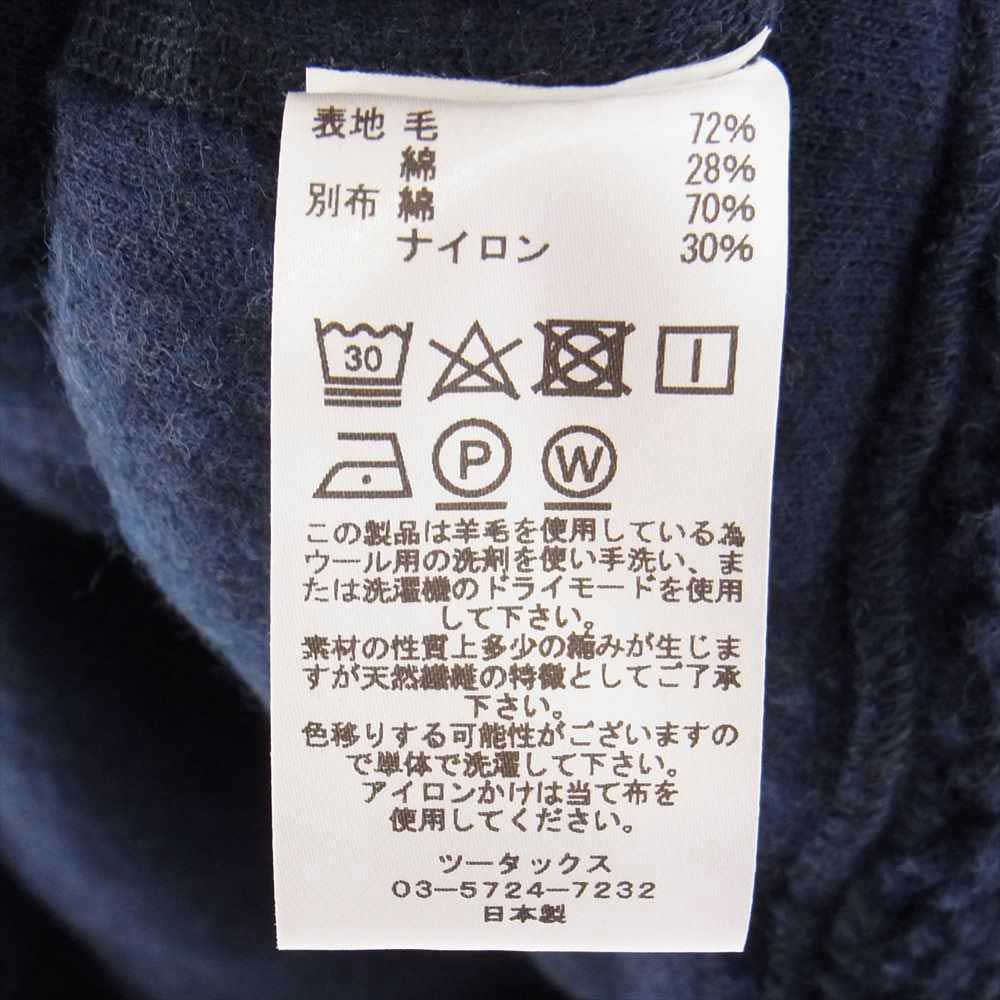 表地 毛 72%
綿 28%
別布 綿 70%
ナイロン 30%
30
P W
この製品は羊毛を使用している為
ウール用の洗剤を使い手洗い、ま
たは洗濯機のドライモードを使用
して下さい。
素材の性質上多少の縮みが生じま
すが天然繊維の特徴としてご了承
下さい。
色移りする可能性がございますの
で単体で洗濯して下さい。
アイロンかけは当て布を
使用してください。
ツータックス
03-5724-7232
日本製